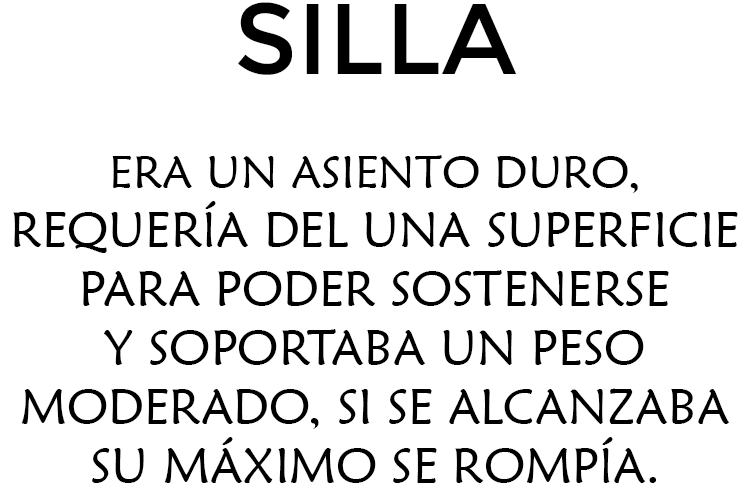 SILLA
ERA UN ASIENTO DURO,
REQUERÍA DEL UNA SUPERFICIE
PARA PODER SOSTENERSE
Y SOPORTABA UN PESO
MODERADO, SI SE ALCANZABA
SU MÁXIMO SE ROMPÍA.